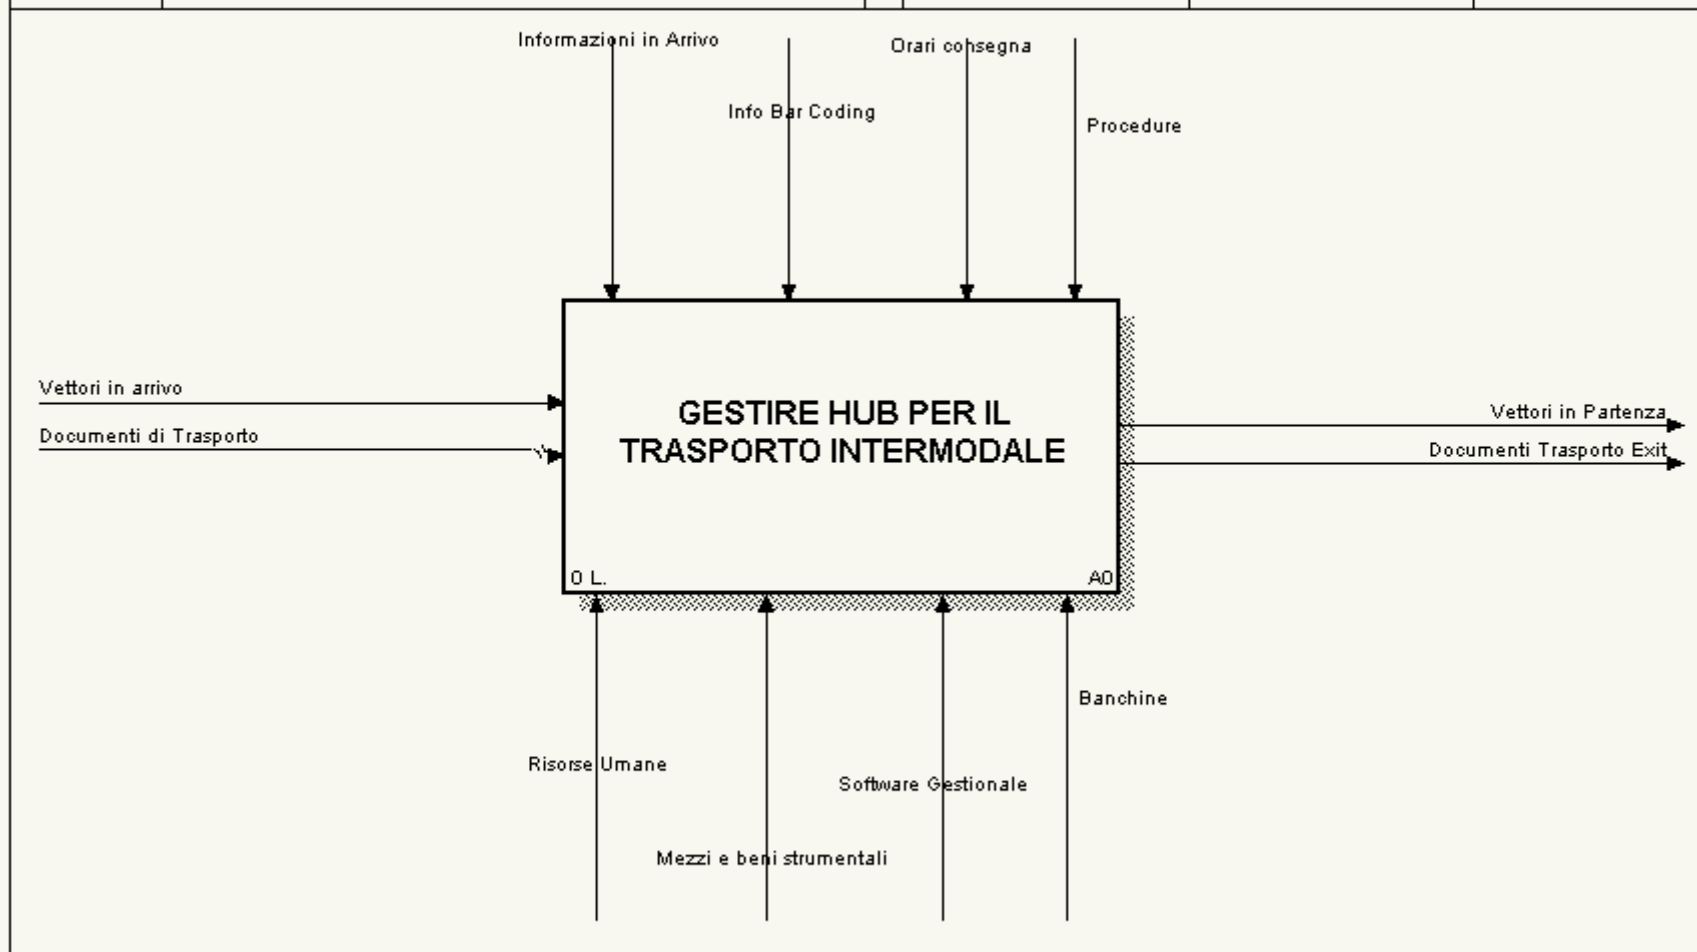 Informazioni in Arrivo
Orari consegna
Info Bar Coding
Procedure
Vettori in arrivo
Documenti di Trasporto
GESTIRE HUB PER IL
TRASPORTO INTERMODALE
Vettori in Partenza
Documenti Trasporto Exit
0 L.
A0
Banchine
Risorse Umane
Software Gestionale
Mezzi e beni strumentali